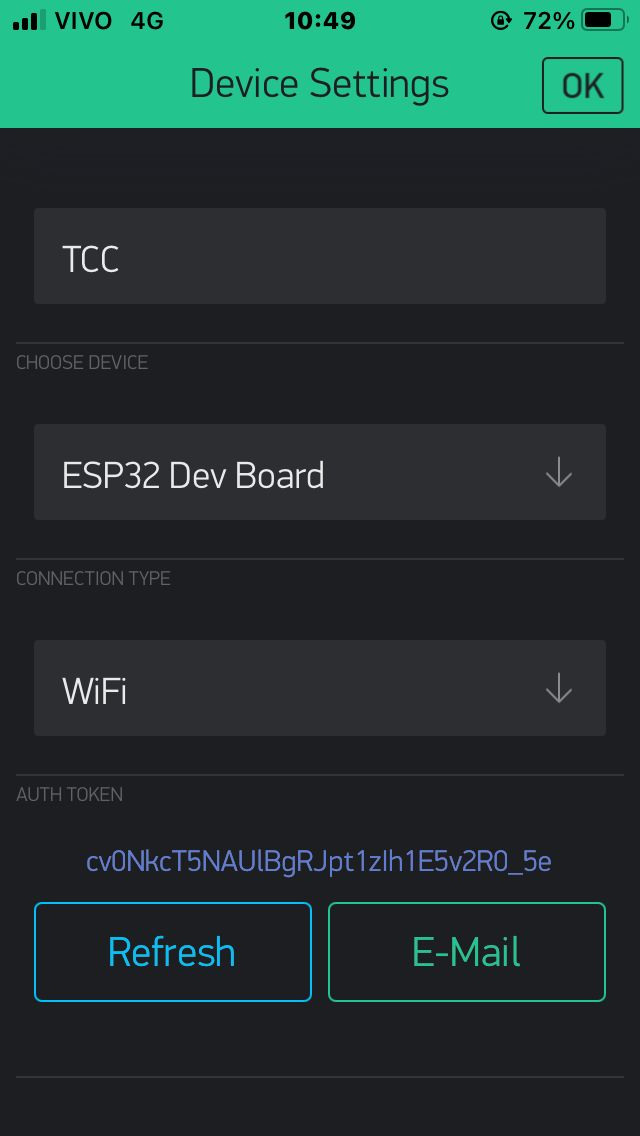 VIVO 4G 10:49 72%
Device Settings OK
TCC
CHOOSE DEVICE
ESP32 Dev Board
CONNECTION TYPE
WiFi
AUTH TOKEN
cv0NkcT5NAUlBgRJpt1zIh1E5v2R0_5e
Refresh E-Mail